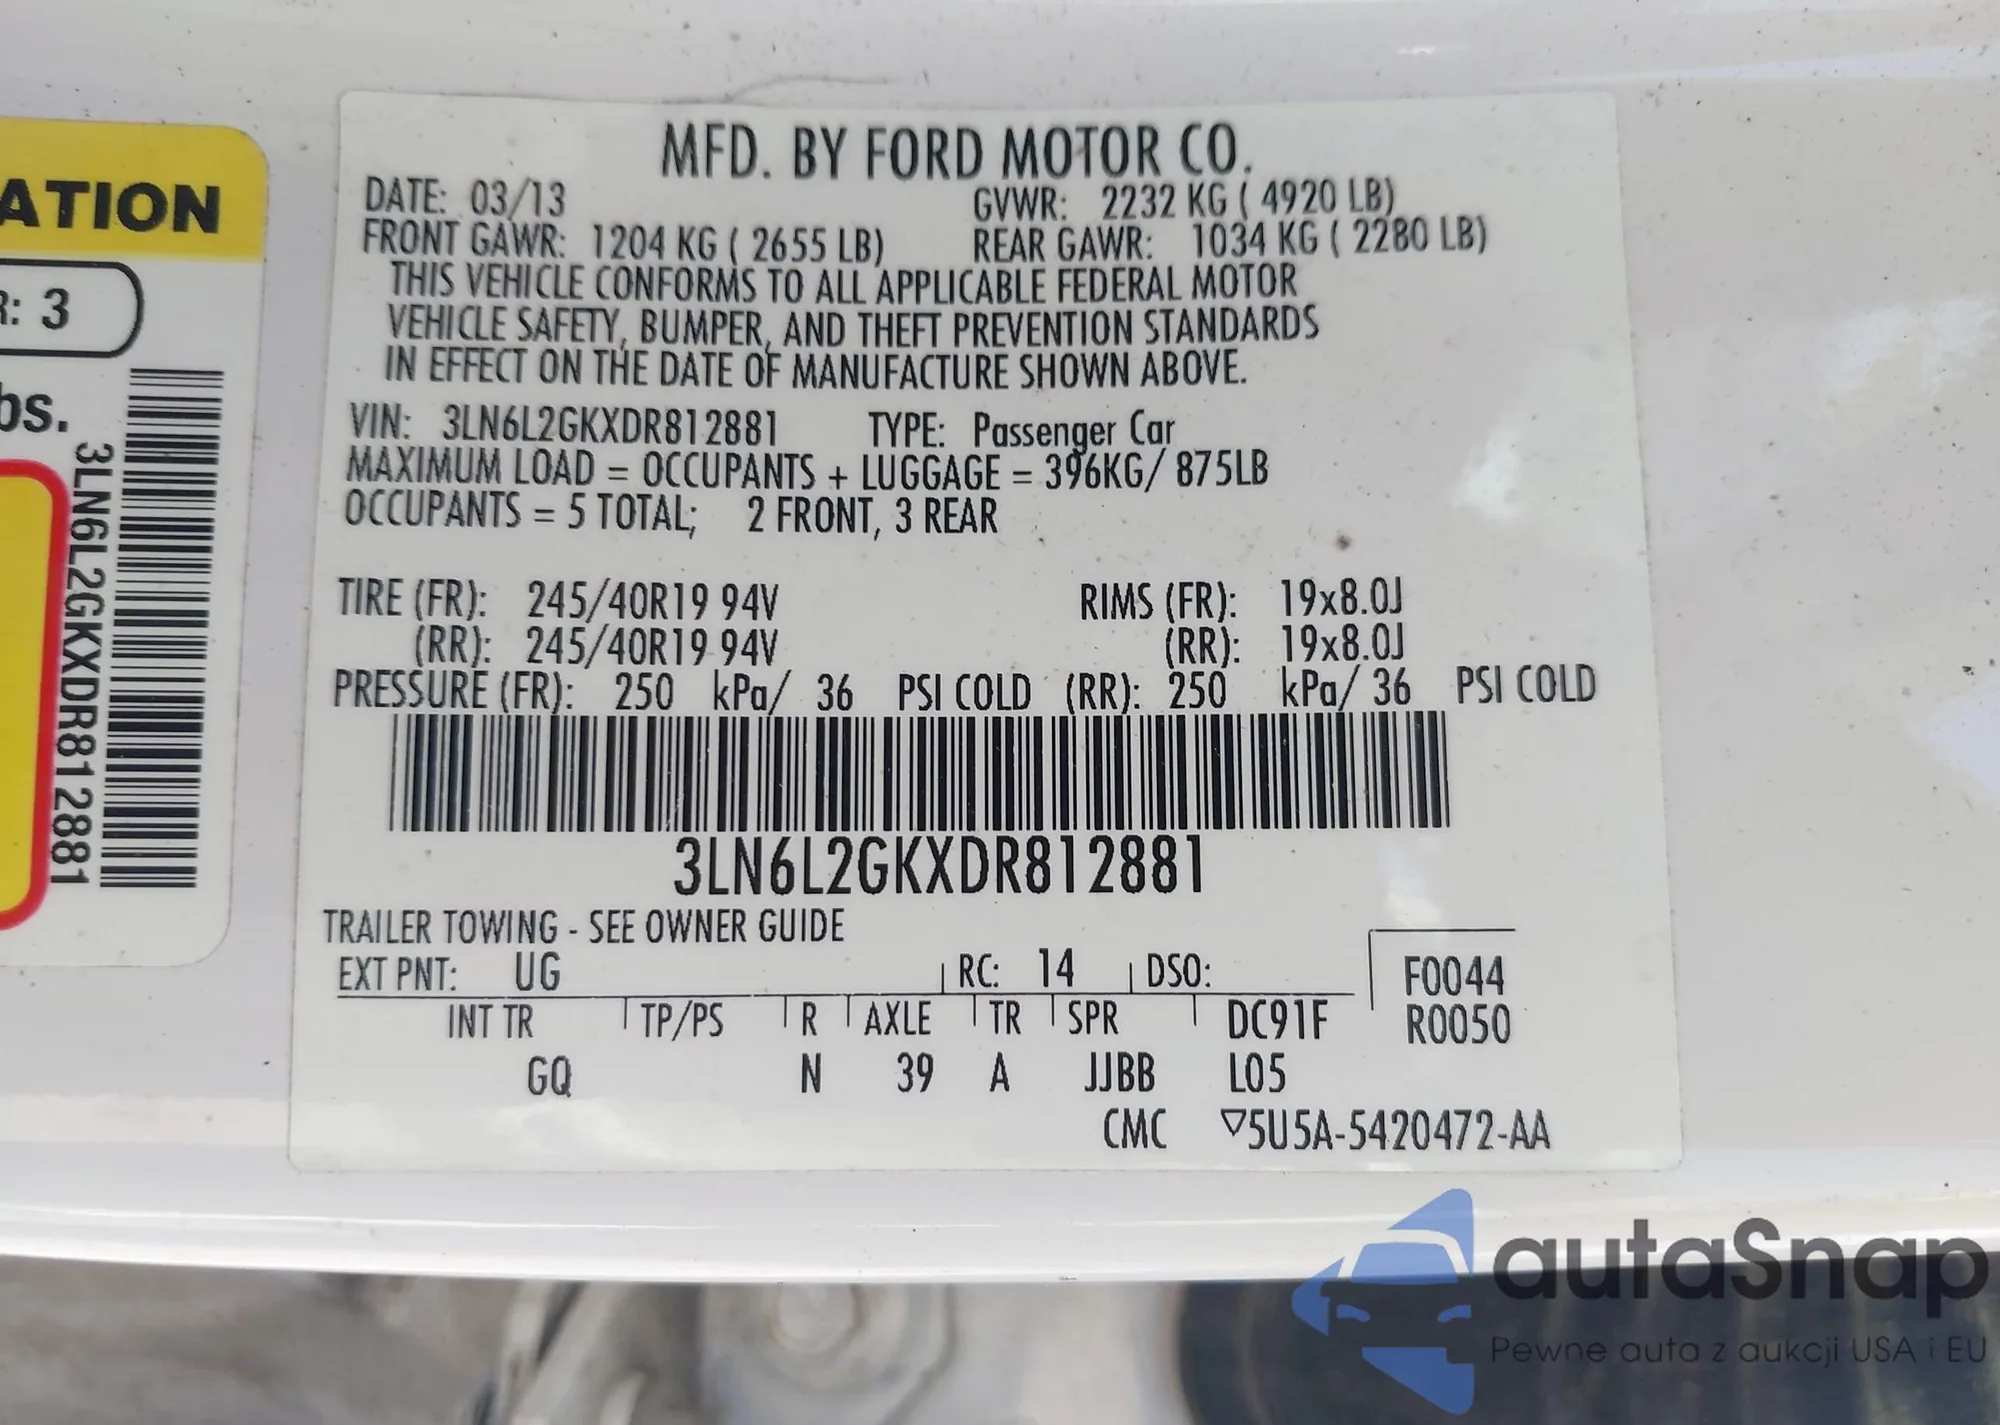 ATION
R: 3
bs.
3LN6L2GKXDR812881
MFD. BY FORD MOTOR CO.
DATE: 03/13 GVWR: 2232 KG ( 4920 LB)
FRONT GAWR: 1204 KG ( 2655 LB) REAR GAWR: 1034 KG ( 2280 LB)
THIS VEHICLE CONFORMS TO ALL APPLICABLE FEDERAL MOTOR
VEHICLE SAFETY, BUMPER, AND THEFT PREVENTION STANDARDS
IN EFFECT ON THE DATE OF MANUFACTURE SHOWN ABOVE.
VIN: 3LN6L2GKXDR812881 TYPE: Passenger Car
MAXIMUM LOAD = OCCUPANTS + LUGGAGE = 396KG/ 875LB
OCCUPANTS = 5 TOTAL; 2 FRONT, 3 REAR
TIRE (FR): 245/40R19 94V RIMS (FR): 19x8.0J
(RR): 245/40R19 94V (RR): 19x8.0J
PRESSURE (FR): 250 kPa/ 36 PSI COLD (RR): 250 kPa/ 36 PSI COLD
3LN6L2GKXDR812881
TRAILER TOWING - SEE OWNER GUIDE
EXT PNT: UG RC: 14 DSO: F0044
INT TR TP/PS R AXLE TR SPR DC91F R0050
GQ N 39 A JJBB L05
CMC ▽5U5A-5420472-AA
autaSnap
Pewne auta z aukcji USA i EU